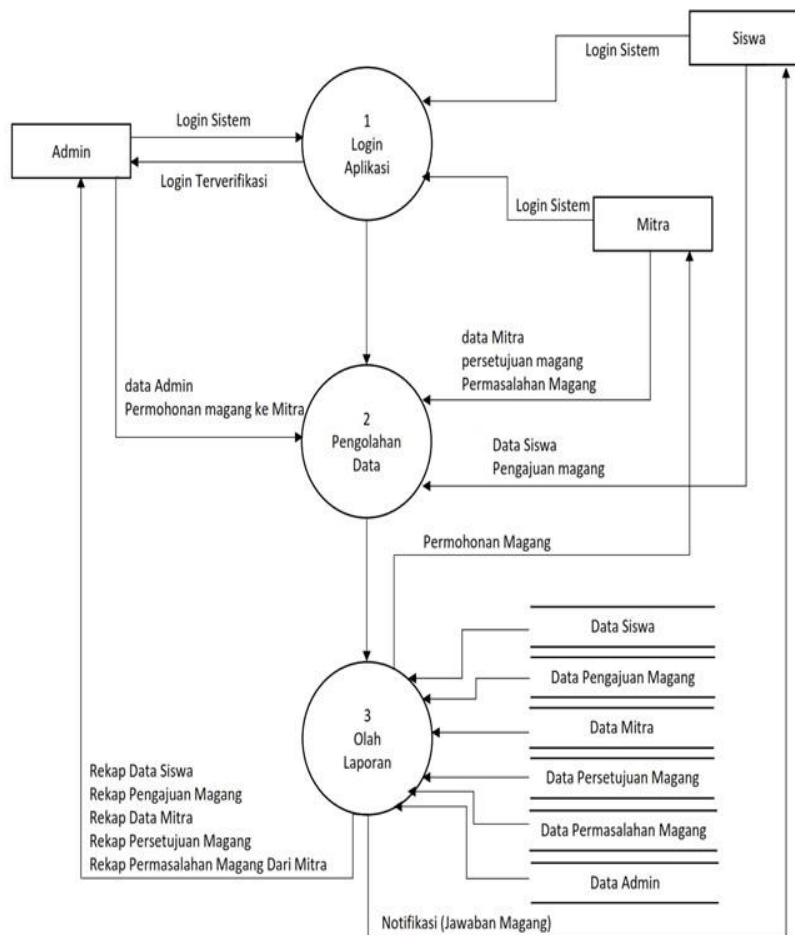 Siswa
Login Sistem
1
Login
Aplikasi
Login Sistem
Admin
Login Terverifikasi
Login Sistem
Mitra
data Mitra
persetujuan magang
Permasalahan Magang
data Admin
Permohonan magang ke Mitra
2
Pengolahan
Data
Data Siswa
Pengajuan magang
Permohonan Magang
Data Siswa
Data Pengajuan Magang
3
Olah
Laporan
Data Mitra
Rekap Data Siswa
Rekap Pengajuan Magang
Rekap Data Mitra
Rekap Persetujuan Magang
Rekap Permasalahan Magang Dari Mitra
Data Persetujuan Magang
Data Permasalahan Magang
Data Admin
Notifikasi (Jawaban Magang)